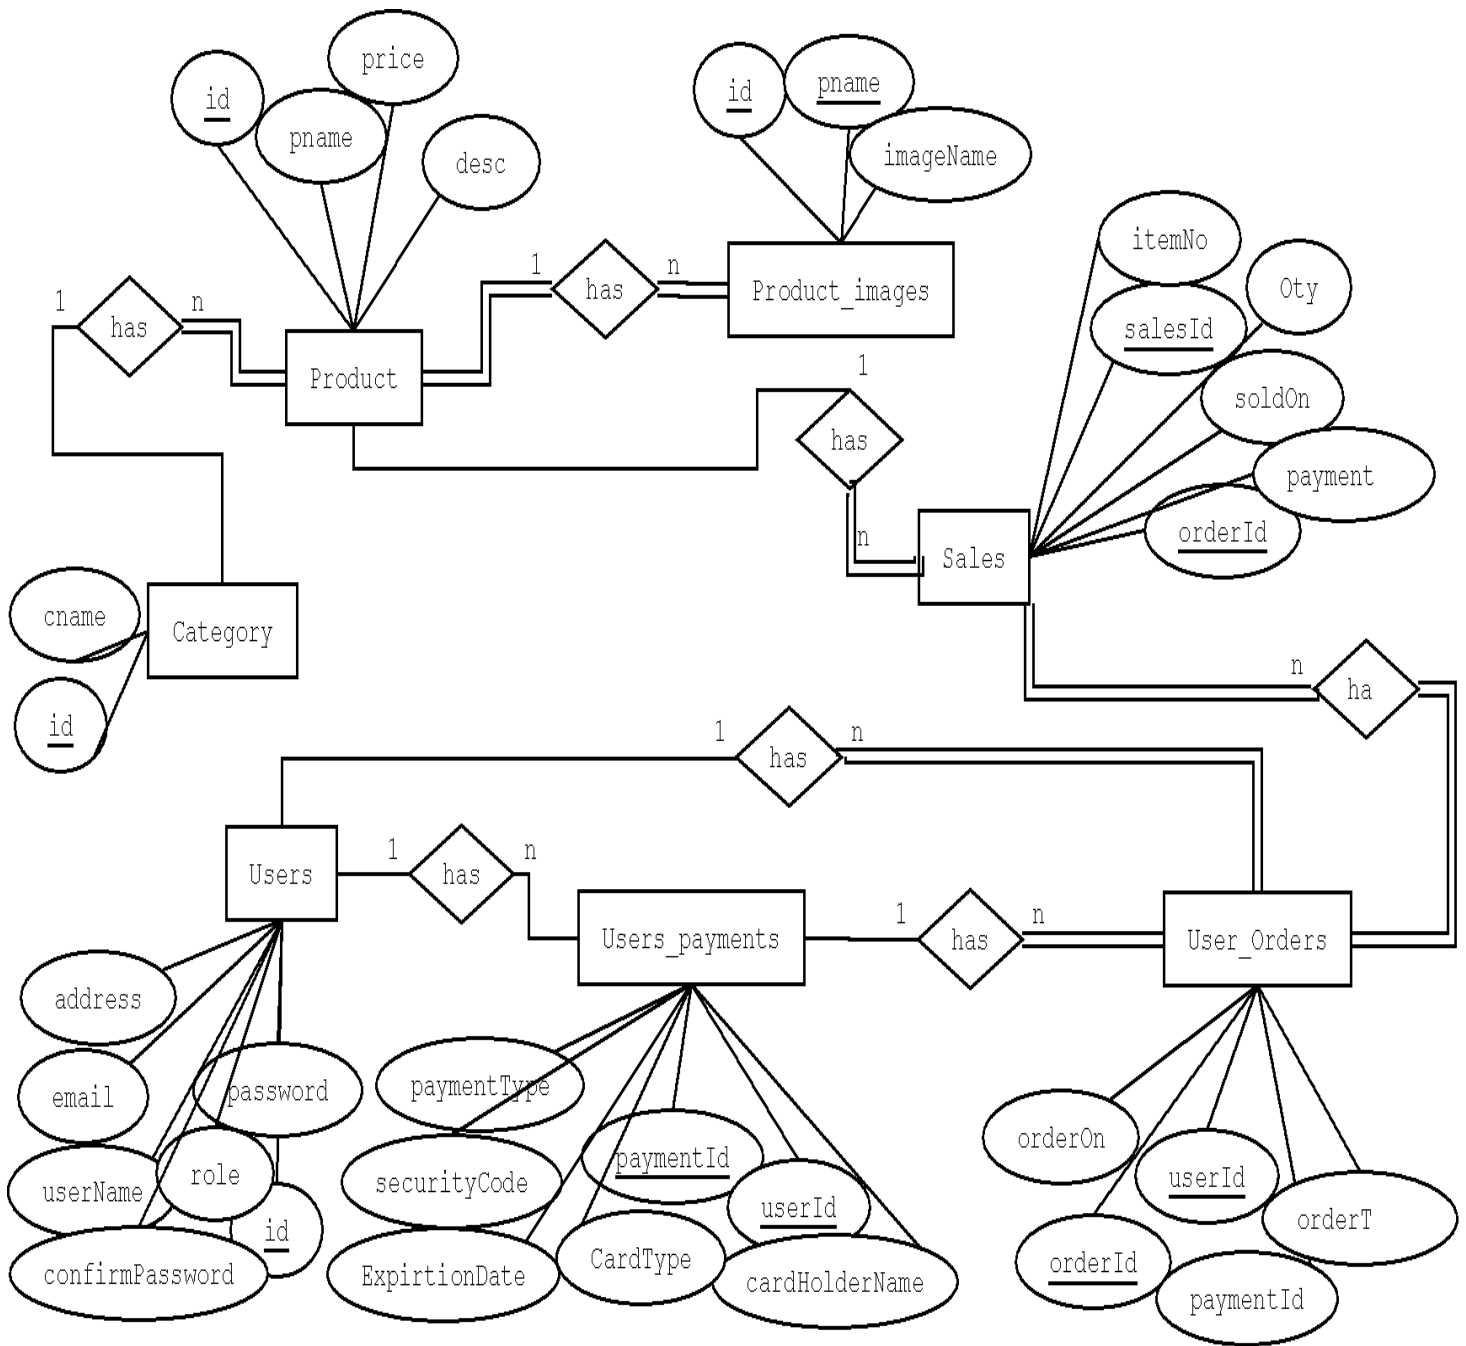 price
id
pname
desc
id
pname
imageName
itemNo
Oty
salesId
soldOn
payment
orderId
1
has
n
Product
1
has
n
Product_images
1
has
n
Sales
cname
Category
id
n
ha
1
has
n
Users
1
has
n
Users_payments
1
has
n
User_Orders
address
email
password
userName
role
id
confirmPassword
paymentType
securityCode
paymentId
userId
ExpirtionDate
CardType
cardHolderName
orderOn
userId
orderT
orderId
paymentId